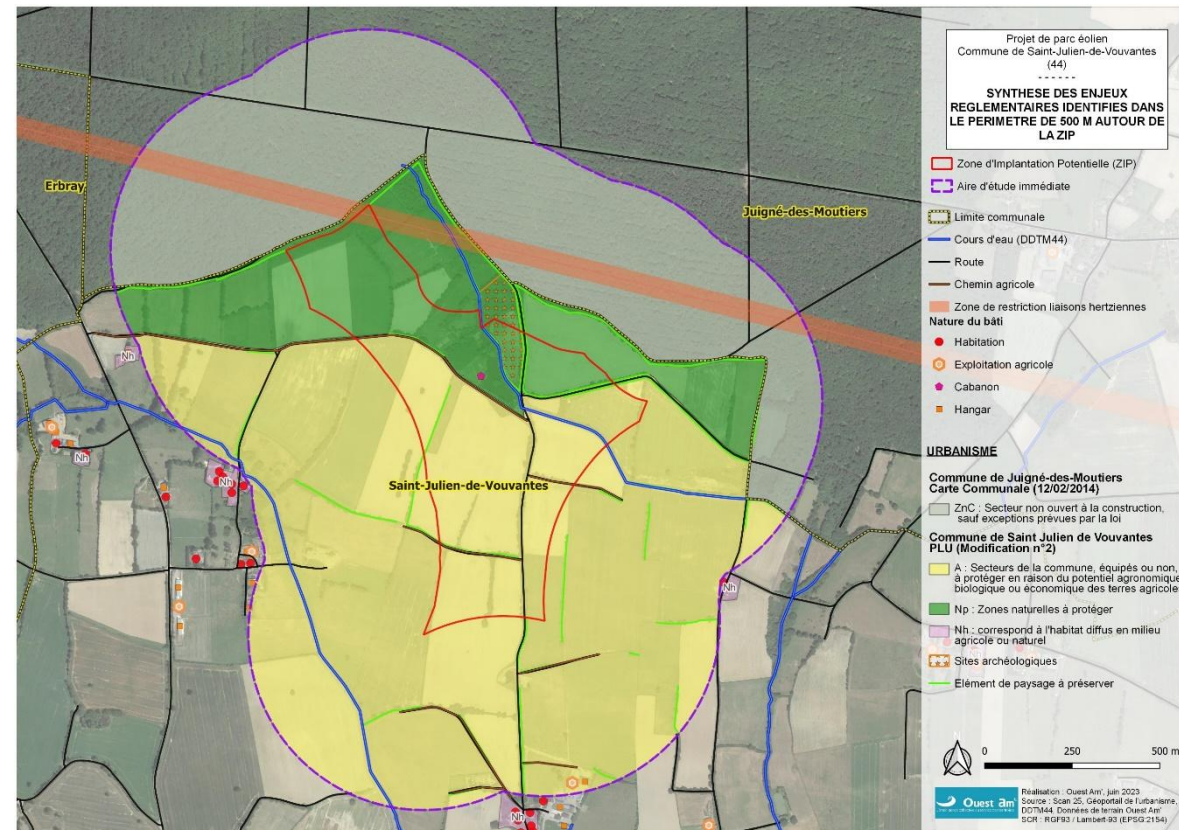 Erbray
Juigné-des-Moutiers
Nh
Nh
Nh
Saint-Julien-de-Vouvantes
Nh
Nh
Projet de parc éolien
Commune de Saint-Julien-de-Vouvantes
(44)
------
SYNTHESE DES ENJEUX
REGLEMENTAIRES IDENTIFIES DANS
LE PERIMETRE DE 500 M AUTOUR DE
LA ZIP
Zone d'Implantation Potentielle (ZIP)
Aire d'étude immédiate
Limite communale
Cours d'eau (DDTM44)
Route
Chemin agricole
Zone de restriction liaisons hertziennes
Nature du bâti
Habitation
Exploitation agricole
Cabanon
Hangar
URBANISME
Commune de Juigné-des-Moutiers
Carte Communale (12/02/2014)
ZnC : Secteur non ouvert à la construction,
sauf exceptions prévues par la loi
Commune de Saint Julien de Vouvantes
PLU (Modification n°2)
A : Secteurs de la commune, équipés ou non,
à protéger en raison du potentiel agronomique
biologique ou économique des terres agricole
Np : Zones naturelles à protéger
Nh : correspond à l'habitat diffus en milieu
agricole ou naturel
Sites archéologiques
Elément de paysage à préserver
N
0 250 500 m
Ouest am'
Réalisation : Ouest Am', juin 2023
Source : Scan 25, Géoportail de l'urbanisme,
DDTM44, Données de terrain Ouest Am'
SCR : RGF93 / Lambert-93 (EPSG:2154)